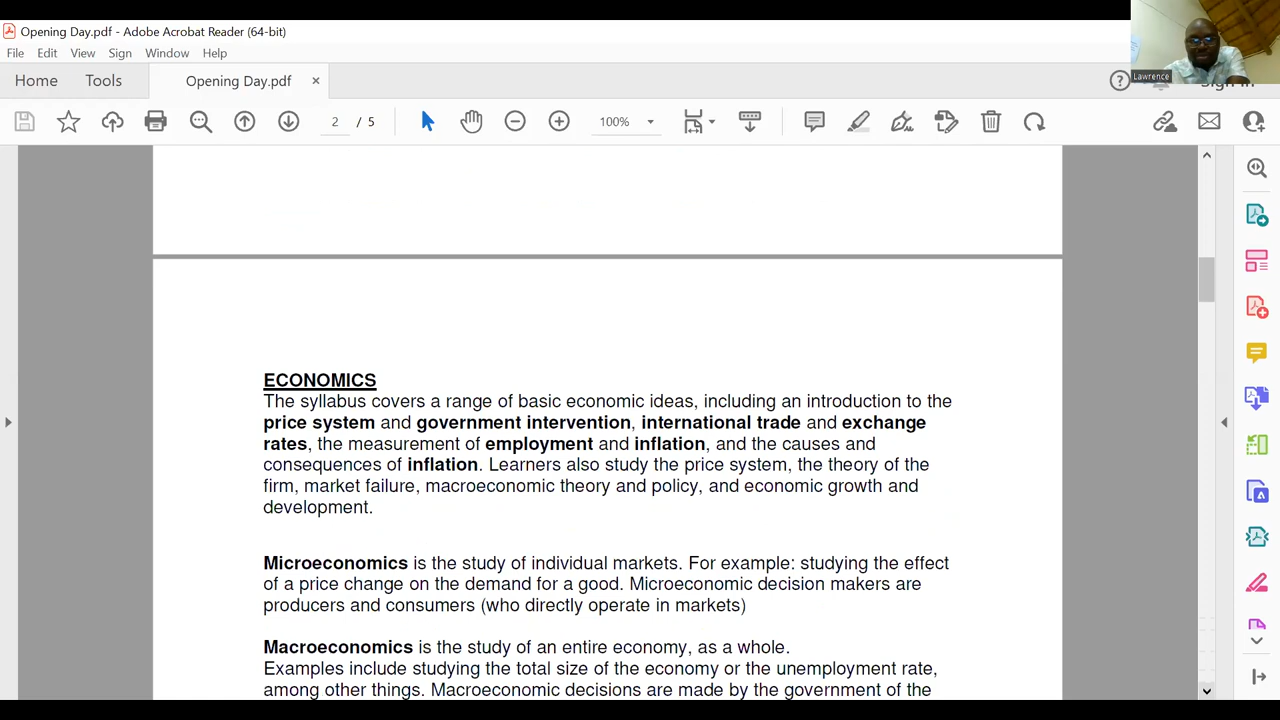 Opening Day.pdf - Adobe Acrobat Reader (64-bit)
File Edit View Sign Window Help
Home Tools Opening Day.pdf ×
2 / 5 100%
Lawrence
ECONOMICS
The syllabus covers a range of basic economic ideas, including an introduction to the
price system and government intervention, international trade and exchange
rates, the measurement of employment and inflation, and the causes and
consequences of inflation. Learners also study the price system, the theory of the
firm, market failure, macroeconomic theory and policy, and economic growth and
development.
Microeconomics is the study of individual markets. For example: studying the effect
of a price change on the demand for a good. Microeconomic decision makers are
producers and consumers (who directly operate in markets)
Macroeconomics is the study of an entire economy, as a whole.
Examples include studying the total size of the economy or the unemployment rate,
among other things. Macroeconomic decisions are made by the government of the